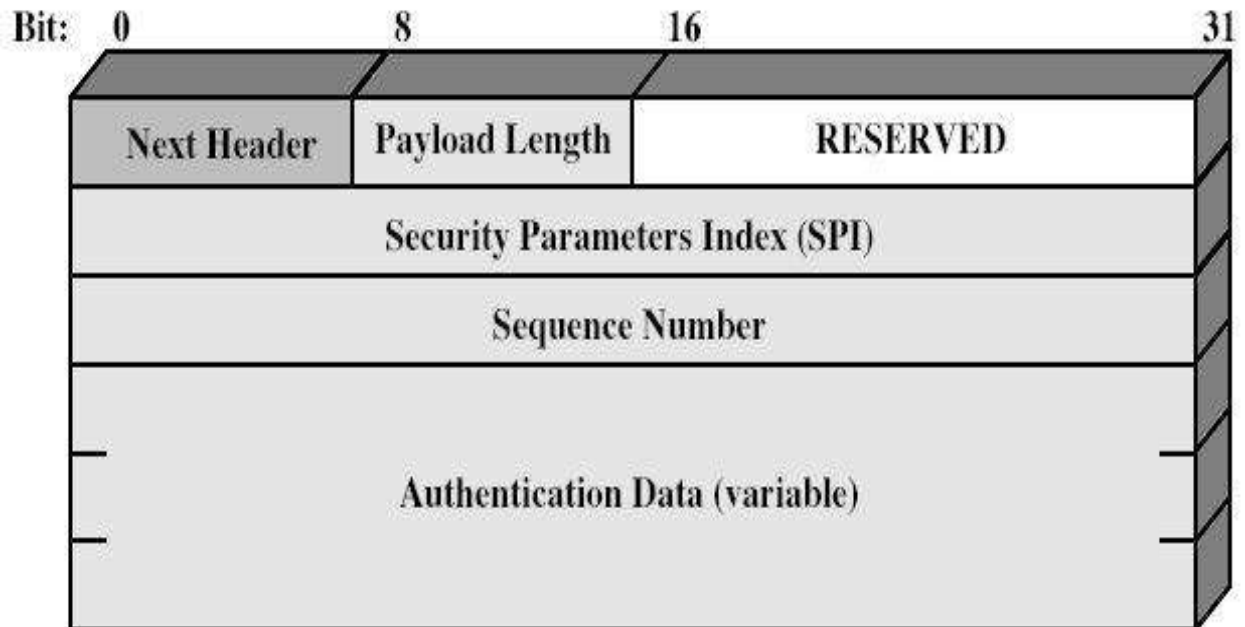 Bit: 0 8 16 31
Next Header Payload Length RESERVED
Security Parameters Index (SPI)
Sequence Number
Authentication Data (variable)